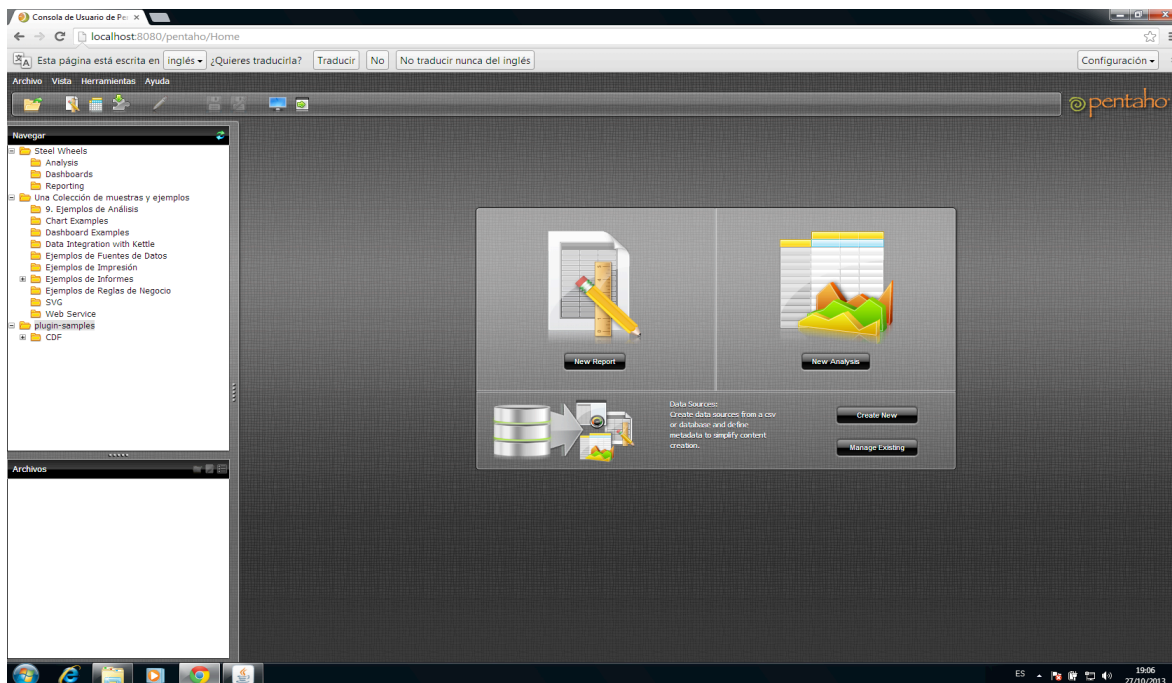 Consola de Usuario de Pe
localhost:8080/pentaho/Home
Esta página está escrita en inglés ¿Quieres traducirla? Traducir No No traducir nunca del inglés Configuración
Archivo Vista Herramientas Ayuda
pentaho
Navegar
Steel Wheels
Analysis
Dashboards
Reporting
Una Colección de muestras y ejemplos
9. Ejemplos de Análisis
Chart Examples
Dashboard Examples
Data Integration with Kettle
Ejemplos de Fuentes de Datos
Ejemplos de Impresión
Ejemplos de Informes
Ejemplos de Reglas de Negocio
SVG
Web Service
plugin-samples
CDF
Archivos
New Report
New Analysis
Data Sources:
Create data sources from a csv
or database and define
metadata to simplify content
creation.
Create New
Manage Existing
ES
19:06
27/10/2013